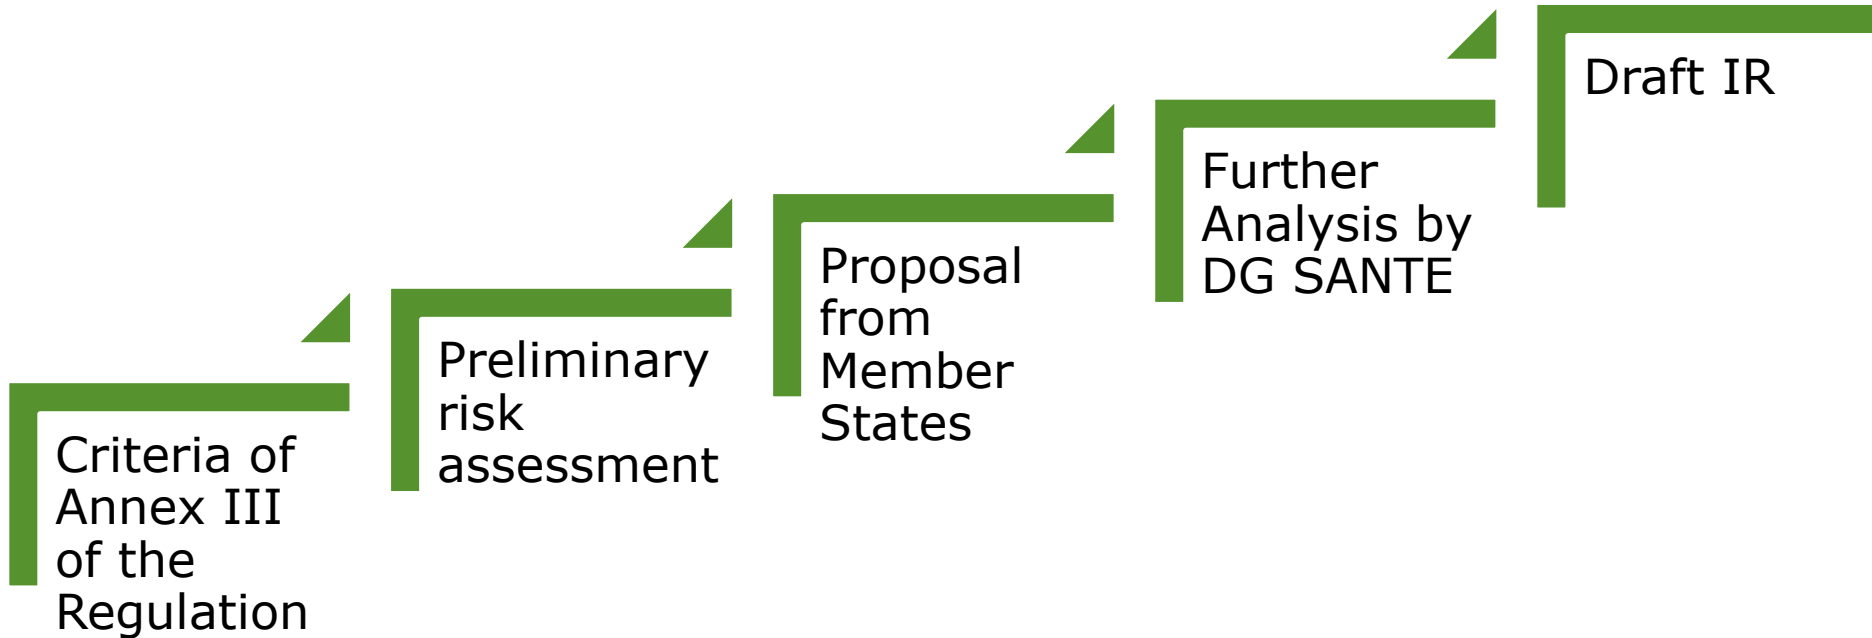 Criteria of
Annex III
of the
Regulation
Preliminary
risk
assessment
Proposal
from
Member
States
Further
Analysis by
DG SANTE
Draft IR